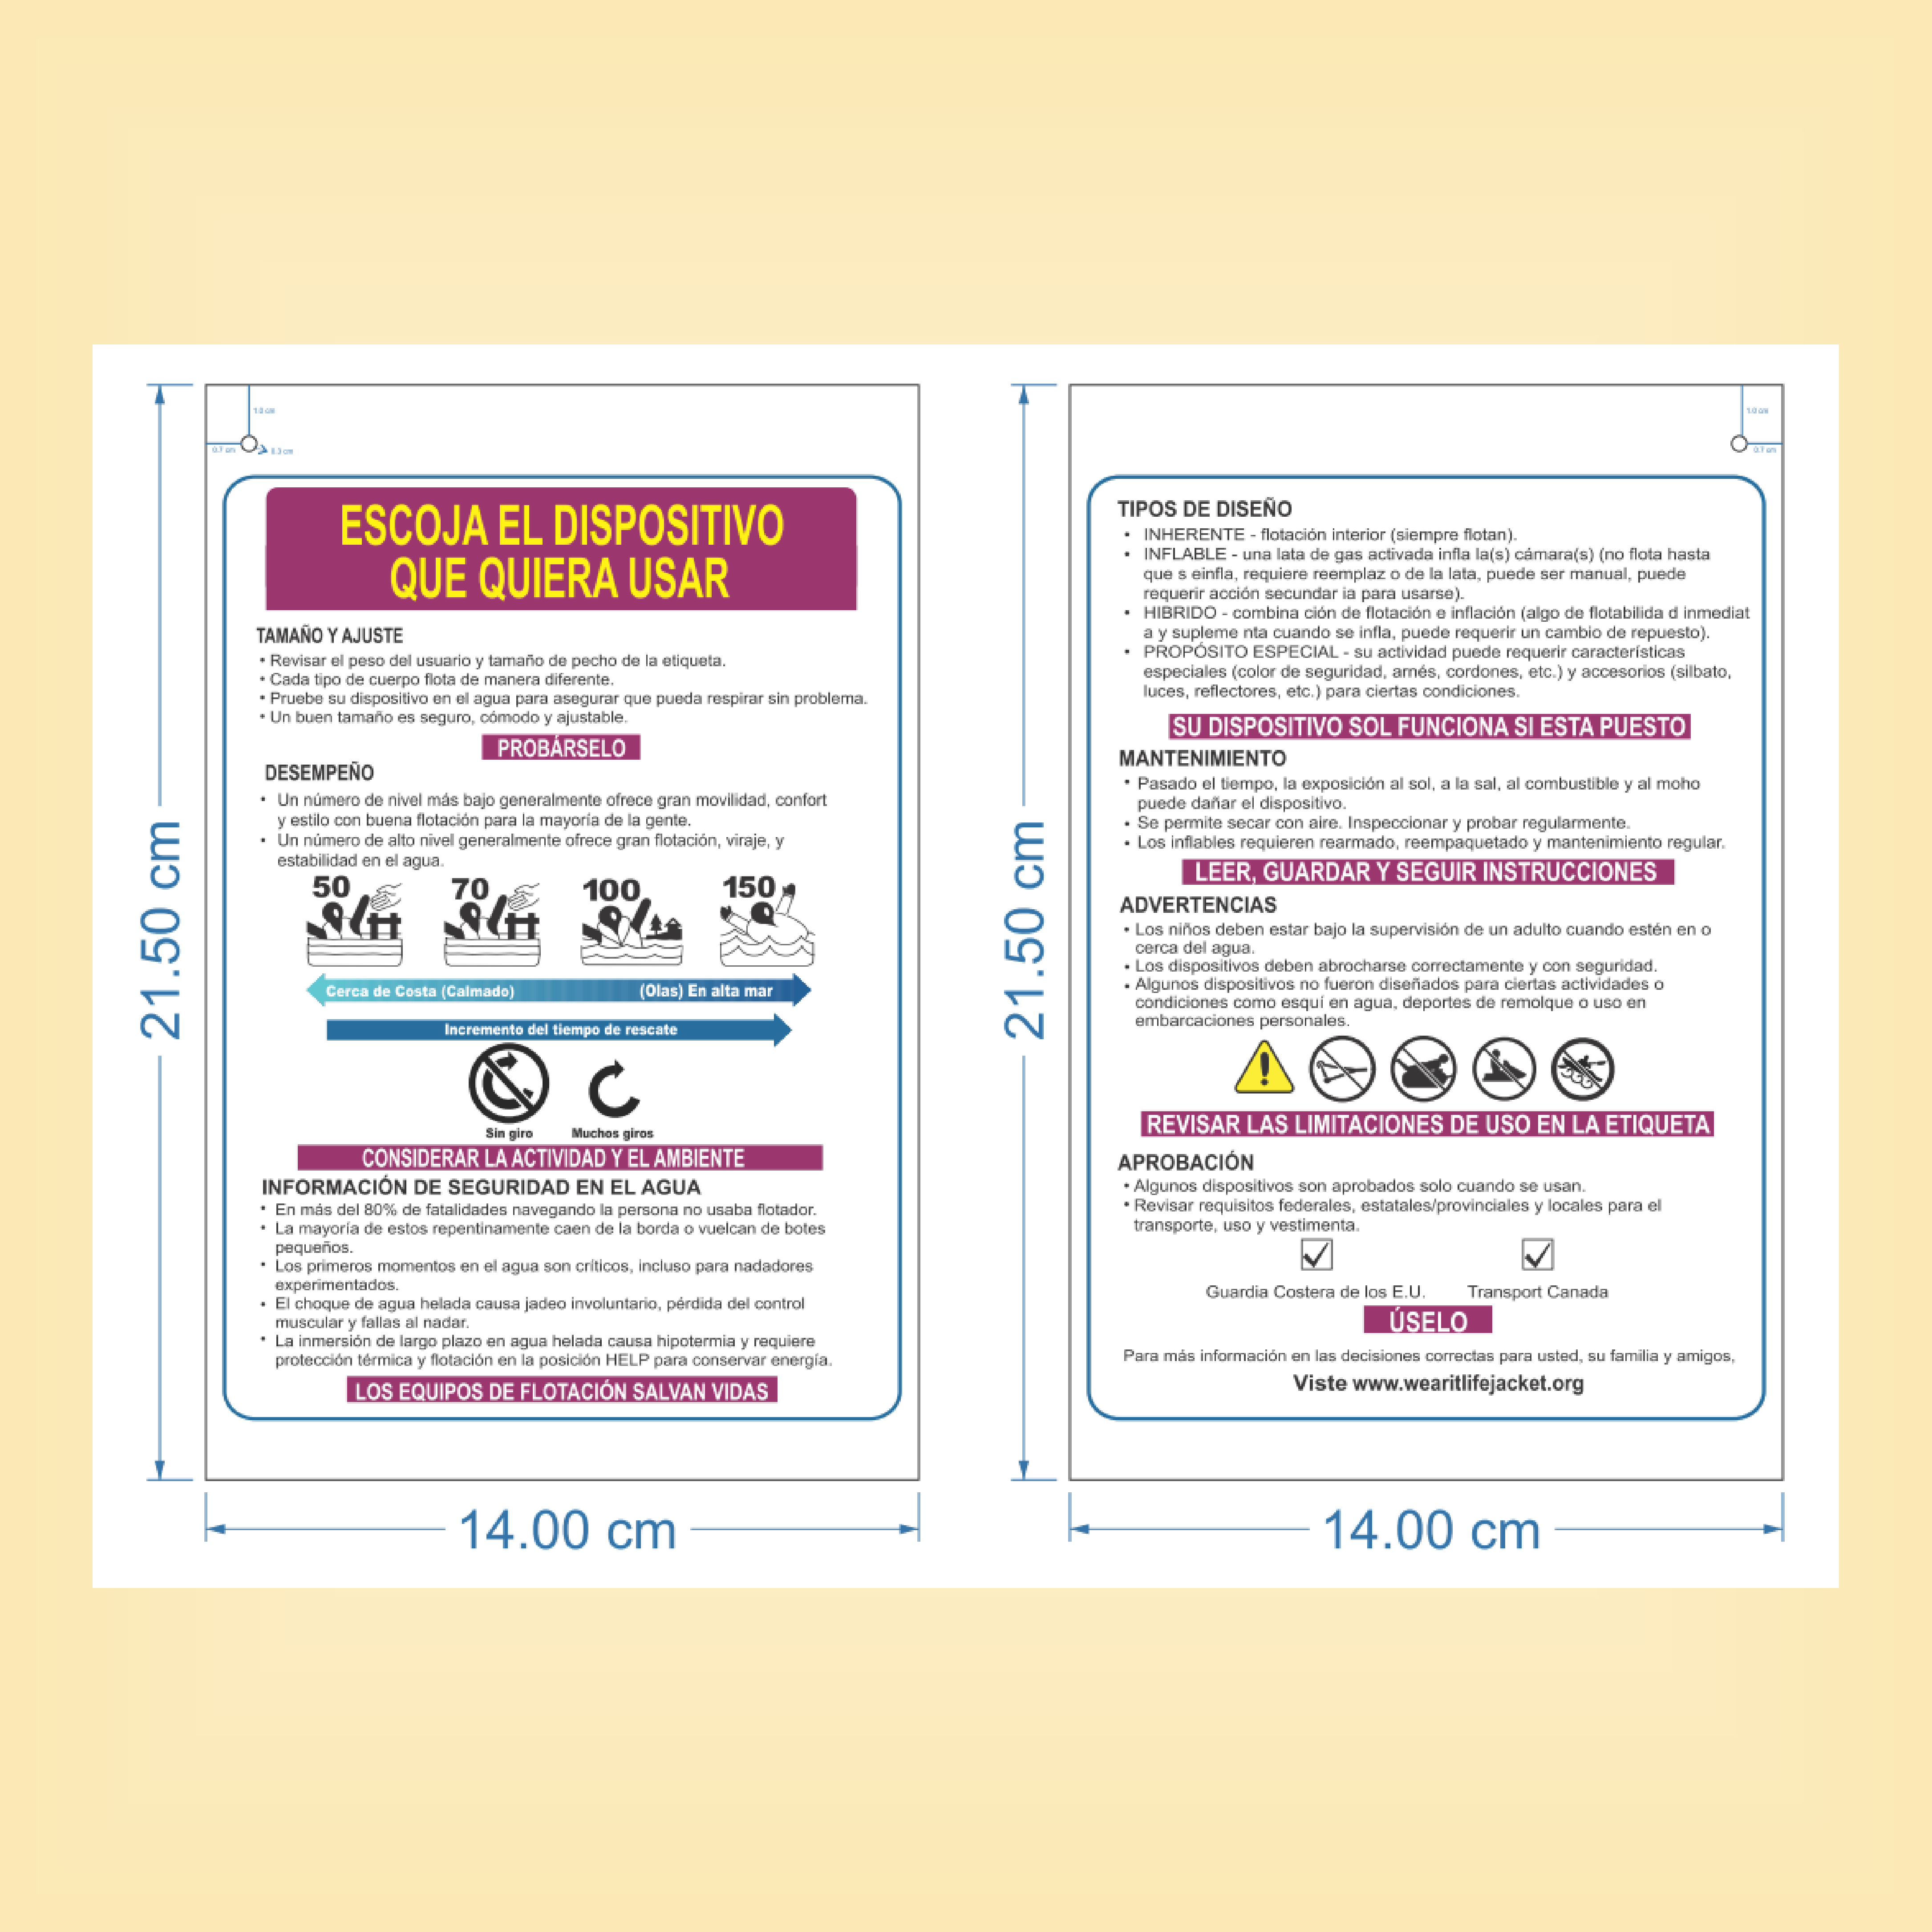 1.0 cm
0.7 cm
0.3 cm
21.50 cm
ESCOJA EL DISPOSITIVO
QUE QUIERA USAR
TAMAÑO Y AJUSTE
• Revisar el peso del usuario y tamaño de pecho de la etiqueta.
• Cada tipo de cuerpo flota de manera diferente.
• Pruebe su dispositivo en el agua para asegurar que pueda respirar sin problema.
• Un buen tamaño es seguro, cómodo y ajustable.
PROBÁRSELO
DESEMPEÑO
• Un número de nivel más bajo generalmente ofrece gran movilidad, confort
y estilo con buena flotación para la mayoría de la gente.
• Un número de alto nivel generalmente ofrece gran flotación, viraje, y
estabilidad en el agua.
50 70 100 150
Cerca de Costa (Calmado) (Olas) En alta mar
Incremento del tiempo de rescate
Sin giro Muchos giros
CONSIDERAR LA ACTIVIDAD Y EL AMBIENTE
INFORMACIÓN DE SEGURIDAD EN EL AGUA
• En más del 80% de fatalidades navegando la persona no usaba flotador.
• La mayoría de estos repentinamente caen de la borda o vuelcan de botes
pequeños.
• Los primeros momentos en el agua son críticos, incluso para nadadores
experimentados.
• El choque de agua helada causa jadeo involuntario, pérdida del control
muscular y fallas al nadar.
• La inmersión de largo plazo en agua helada causa hipotermia y requiere
protección térmica y flotación en la posición HELP para conservar energía.
LOS EQUIPOS DE FLOTACIÓN SALVAN VIDAS
14.00 cm
1.0 cm
0.7 cm
21.50 cm
TIPOS DE DISEÑO
• INHERENTE - flotación interior (siempre flotan).
• INFLABLE - una lata de gas activada infla la(s) cámara(s) (no flota hasta
que s einfla, requiere reemplaz o de la lata, puede ser manual, puede
requerir acción secundar ia para usarse).
• HIBRIDO - combina ción de flotación e inflación (algo de flotabilida d inmediat
a y supleme nta cuando se infla, puede requerir un cambio de repuesto).
• PROPÓSITO ESPECIAL - su actividad puede requerir características
especiales (color de seguridad, arnés, cordones, etc.) y accesorios (silbato,
luces, reflectores, etc.) para ciertas condiciones.
SU DISPOSITIVO SOL FUNCIONA SI ESTA PUESTO
MANTENIMIENTO
• Pasado el tiempo, la exposición al sol, a la sal, al combustible y al moho
puede dañar el dispositivo.
• Se permite secar con aire. Inspeccionar y probar regularmente.
• Los inflables requieren rearmado, reempaquetado y mantenimiento regular.
LEER, GUARDAR Y SEGUIR INSTRUCCIONES
ADVERTENCIAS
• Los niños deben estar bajo la supervisión de un adulto cuando estén en o
cerca del agua.
• Los dispositivos deben abrocharse correctamente y con seguridad.
• Algunos dispositivos no fueron diseñados para ciertas actividades o
condiciones como esquí en agua, deportes de remolque o uso en
embarcaciones personales.
REVISAR LAS LIMITACIONES DE USO EN LA ETIQUETA
APROBACIÓN
• Algunos dispositivos son aprobados solo cuando se usan.
• Revisar requisitos federales, estatales/provinciales y locales para el
transporte, uso y vestimenta.
Guardia Costera de los E.U. Transport Canada
ÚSELO
Para más información en las decisiones correctas para usted, su familia y amigos,
Viste www.wearitlifejacket.org
14.00 cm